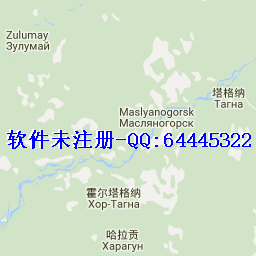 Zulumay
Зулумай
塔格纳
Тагна
Maslyanogorsk
Масляногорск
软件未注册-QQ:64445322
霍尔塔格纳
Хор-Тагна
哈拉贡
Харагун